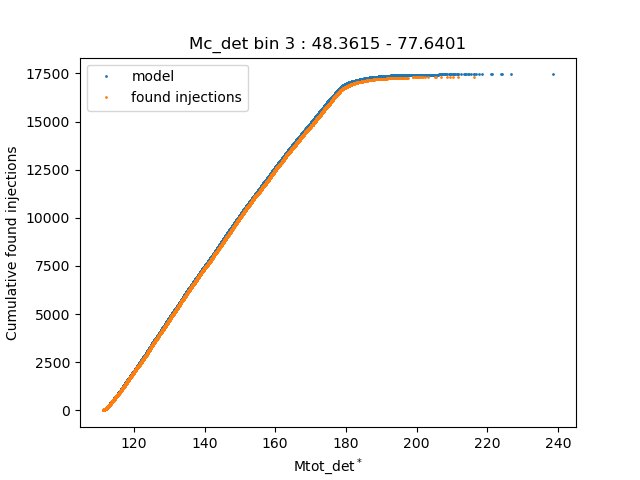 Mc_det bin 3 : 48.3615 - 77.6401
model
found injections
17500
15000
12500
10000
7500
5000
2500
0
Cumulative found injections
120 140 160 180 200 220 240
Mtot_det*